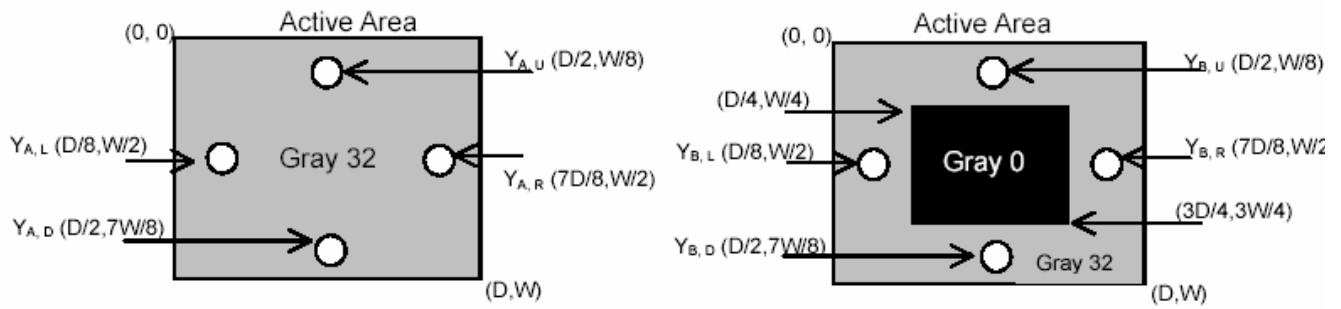 Active Area
(0, 0)
YA, U (D/2,W/8)
YA, L (D/8,W/2)
Gray 32
YA, R (7D/8,W/2)
YA, D (D/2,7W/8)
(D,W)
Active Area
(0, 0)
YB, U (D/2,W/8)
(D/4,W/4)
YB, L (D/8,W/2)
Gray 0
YB, R (7D/8,W/2
(3D/4,3W/4)
YB, D (D/2,7W/8)
Gray 32
(D,W)